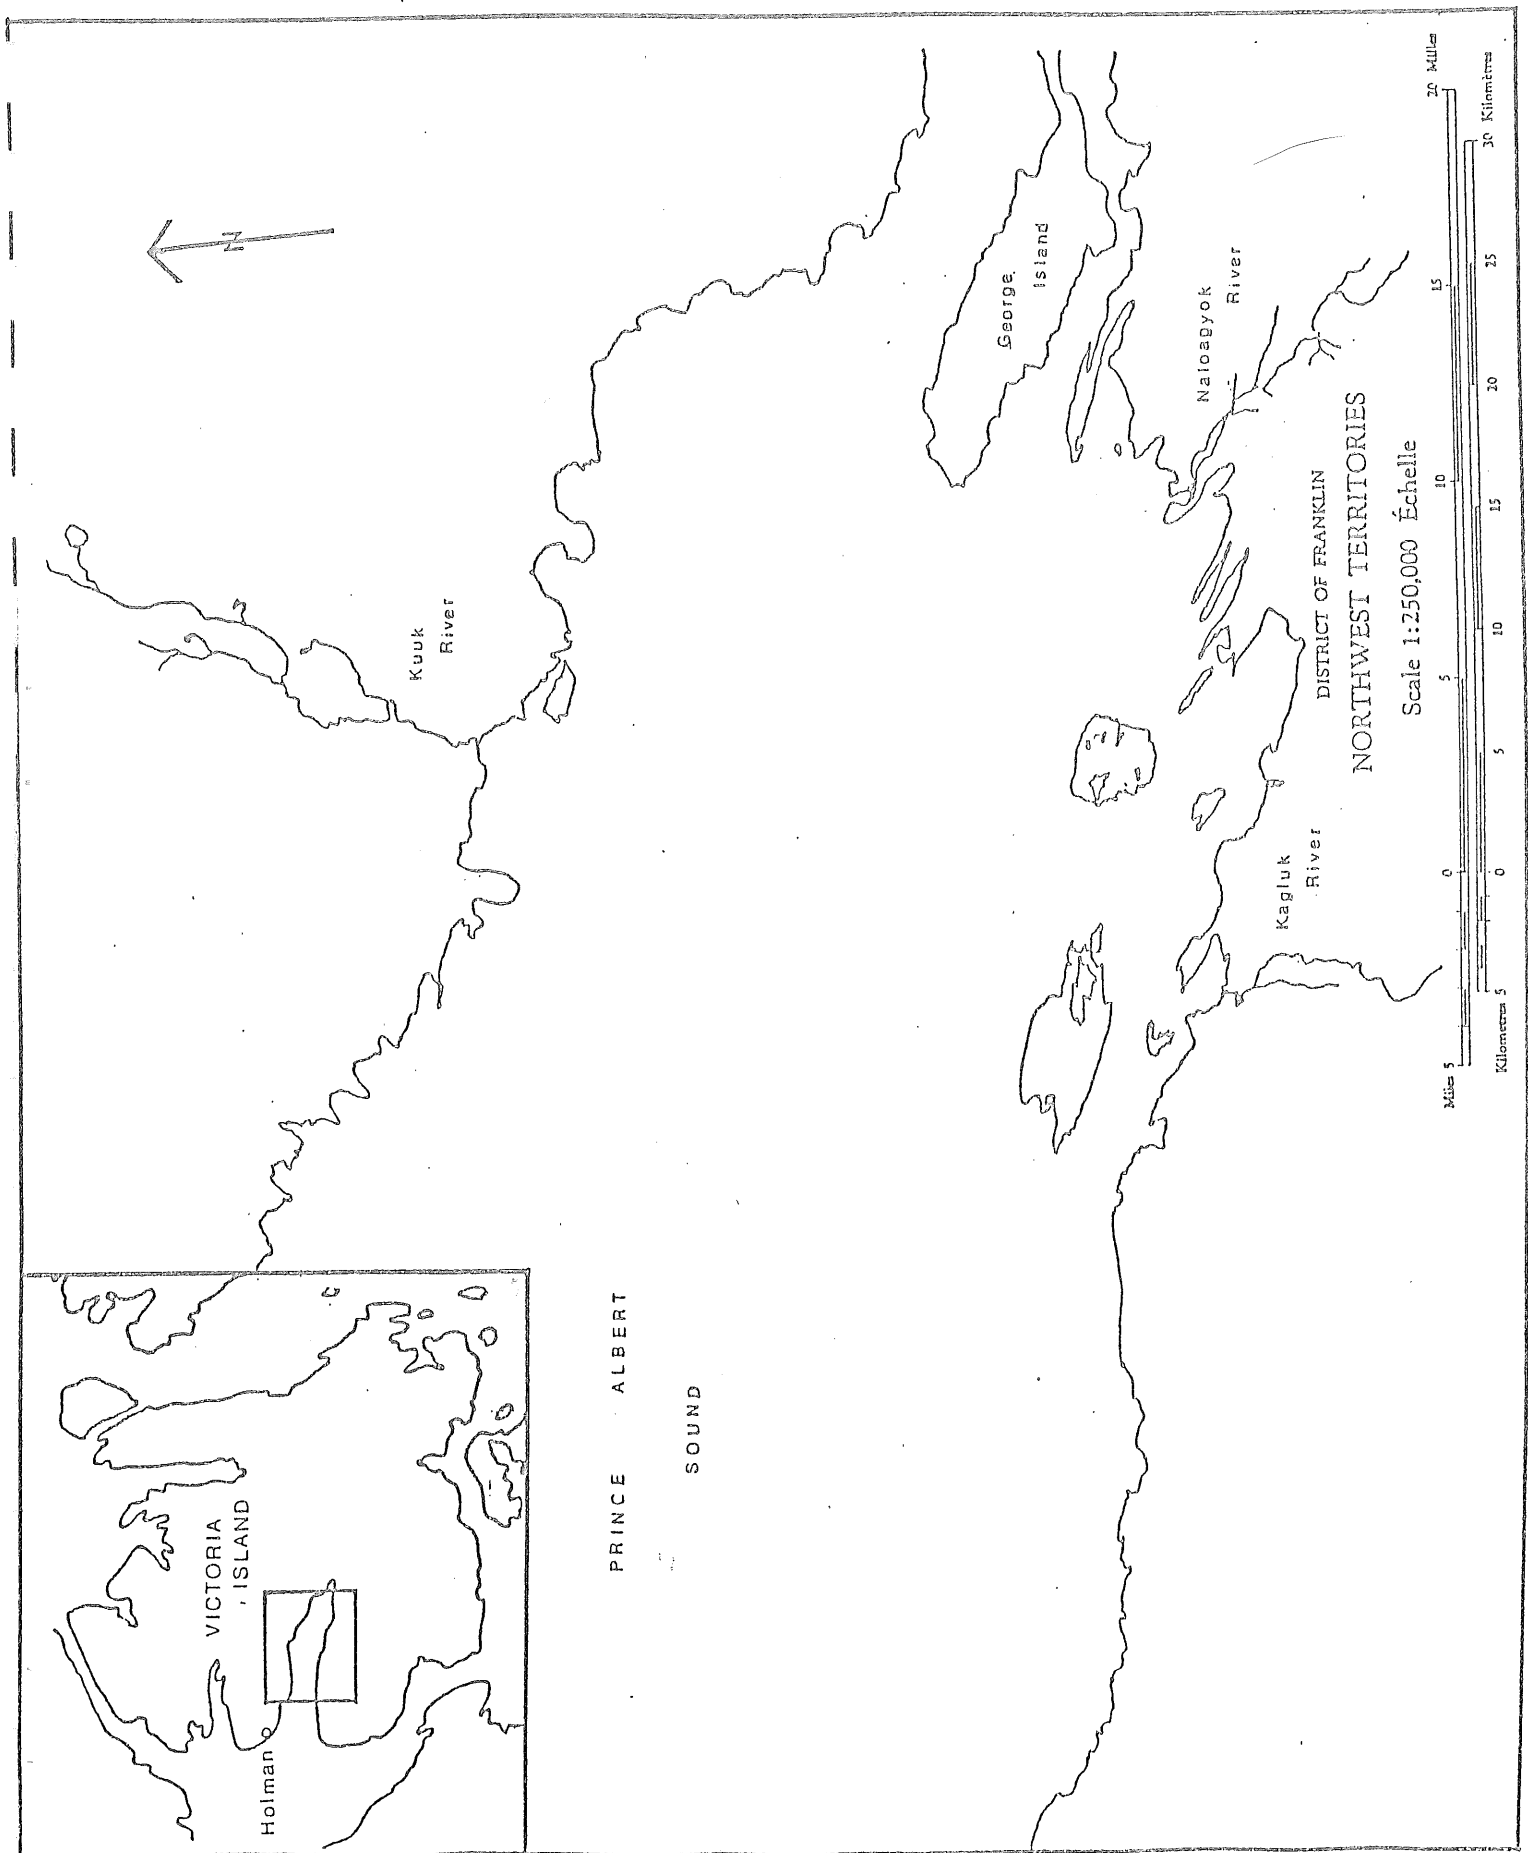 VICTORIA
ISLAND
Holman
PRINCE ALBERT
SOUND
Kuuk
River
N
George
Island
Naloagyok
River
Kagluk
River
DISTRICT OF FRANKLIN
NORTHWEST TERRITORIES
Scale 1:250,000 Échelle
Miles 5 0 5 10 15 20 Milles
Kilometres 5 0 5 10 15 20 25 30 Kilomètres